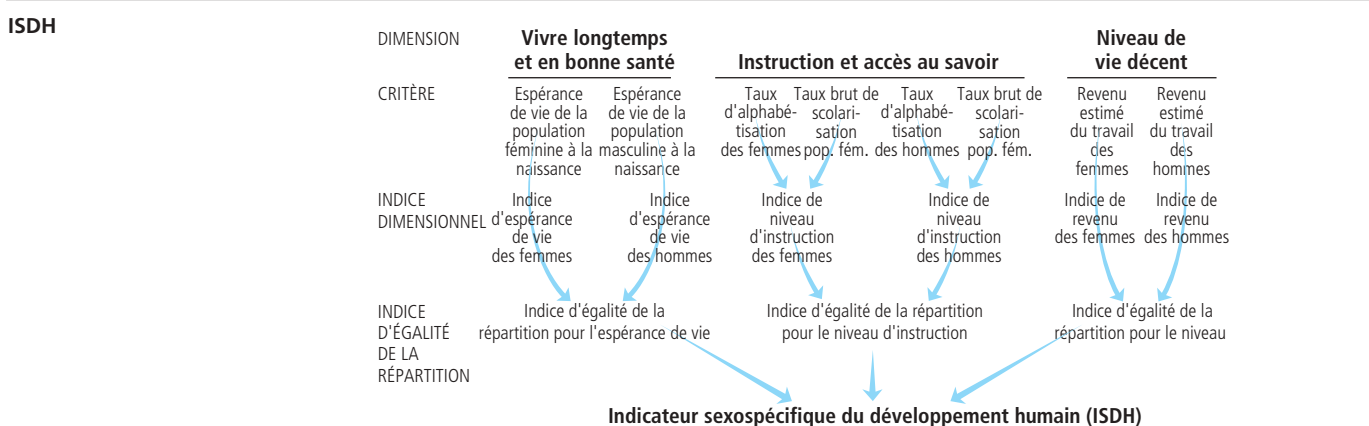 ISDH
DIMENSION
Vivre longtemps
et en bonne santé
Instruction et accès au savoir
Niveau de
vie décent
CRITÈRE
Espérance
de vie de la
population
féminine à la
naissance
Espérance
de vie de la
population
masculine à la
naissance
Taux
d'alphabé-
tisation
des femmes
Taux brut de
scolari-
sation
pop. fém.
Taux
d'alphabé-
tisation
des hommes
Taux brut de
scolari-
sation
pop. fém.
Revenu
estimé
du travail
des
femmes
Revenu
estimé
du travail
des
hommes
INDICE
DIMENSIONNEL
Indice
d'espérance
de vie
des femmes
Indice
d'espérance
de vie
des hommes
Indice de
niveau
d'instruction
des femmes
Indice de
niveau
d'instruction
des hommes
Indice de
revenu
des femmes
Indice de
revenu
des hommes
INDICE
D'ÉGALITÉ
DE LA
RÉPARTITION
Indice d'égalité de la
répartition pour l'espérance de vie
Indice d'égalité de la répartition
pour le niveau d'instruction
Indice d'égalité de la
répartition pour le niveau
Indicateur sexospécifique du développement humain (ISDH)